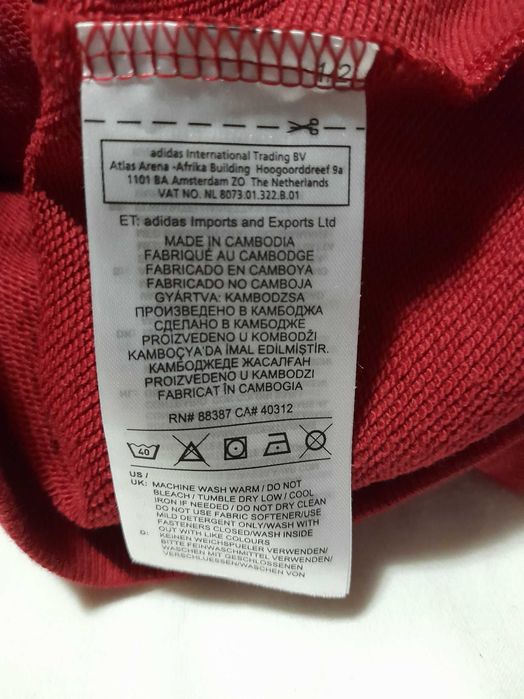 1/2
adidas International Trading BV
Atlas Arena -Afrika Building Hoogoorddreef 9a
1101 BA Amsterdam ZO The Netherlands
VAT NO. NL 8073.01.322.B.01
ET: adidas Imports and Exports Ltd
MADE IN CAMBODIA
FABRIQUÉ AU CAMBODGE
FABRICADO EN CAMBOYA
FABRICADO NO CAMBOJA
GYÁRTVA: KAMBODZSA
ПРОИЗВЕДЕНО В КАМБОДЖА
СДЕЛАНО В КАМБОДЖЕ
PROIZVEDENO U KOMBODŽI
KAMBOÇYA'DA İMAL EDİLMİŞTİR.
КАМБОДЖЕДЕ ЖАСАЛҒАН
PROIZVEDENO U KAMBODZI
FABRICAT ÎN CAMBOGIA
RN# 88387 CA# 40312
40
US /
UK: MACHINE WASH WARM / DO NOT
BLEACH / TUMBLE DRY LOW / COOL
IRON IF NEEDED / DO NOT DRY CLEAN
DO NOT USE FABRIC SOFTENER/USE
MILD DETERGENT ONLY/WASH WITH
FASTENERS CLOSED/WASH INSIDE
OUT WITH LIKE COLOURS
D: KEINEN WEICHSPUELER VERWENDEN/
BITTE FEINWASCHMITTEL VERWENDEN/
WASCHEN MIT GESCHLOSSENEN
VERSCHLUESSEN/WASCHEN VON